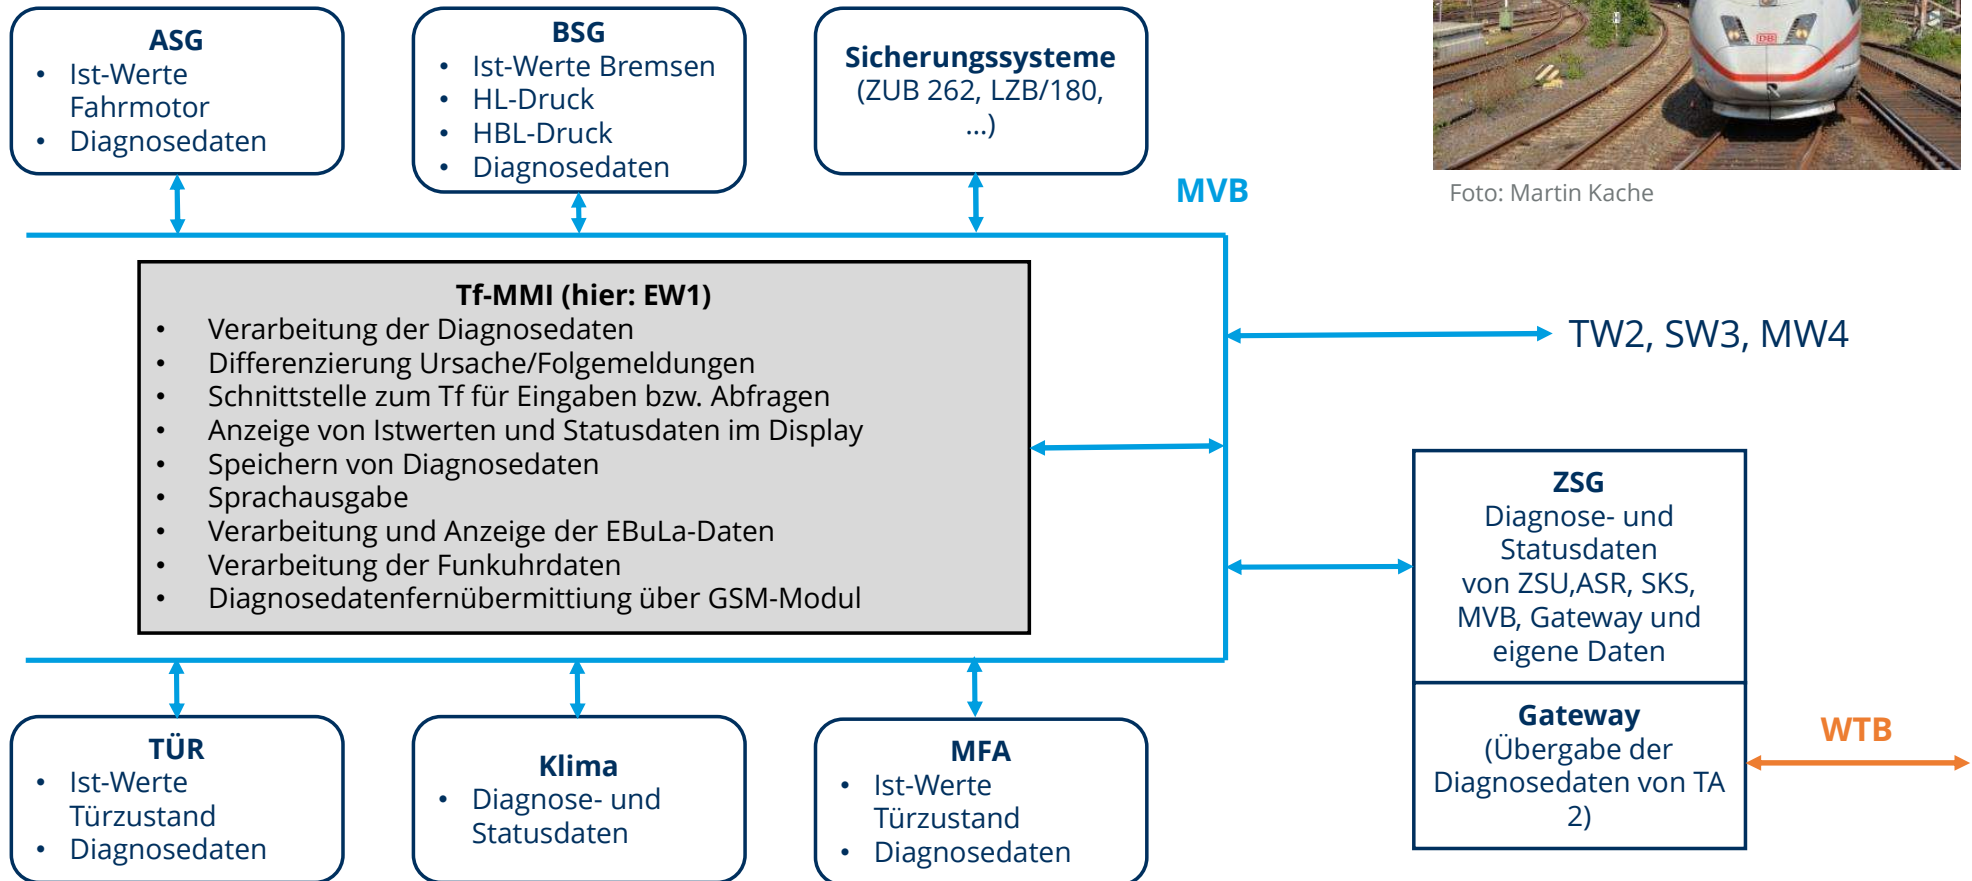 ASG
• Ist-Werte
Fahrmotor
• Diagnosedaten
BSG
• Ist-Werte Bremsen
• HL-Druck
• HBL-Druck
• Diagnosedaten
Sicherungssysteme
(ZUB 262, LZB/180,
...)
DB
Foto: Martin Kache
MVB
Tf-MMI (hier: EW1)
• Verarbeitung der Diagnosedaten
• Differenzierung Ursache/Folgemeldungen
• Schnittstelle zum Tf für Eingaben bzw. Abfragen
• Anzeige von Istwerten und Statusdaten im Display
• Speichern von Diagnosedaten
• Sprachausgabe
• Verarbeitung und Anzeige der EBuLa-Daten
• Verarbeitung der Funkuhrdaten
• Diagnosedatenfernübermittiung über GSM-Modul
TW2, SW3, MW4
ZSG
Diagnose- und
Statusdaten
von ZSU,ASR, SKS,
MVB, Gateway und
eigene Daten
Gateway
(Übergabe der
Diagnosedaten von TA
2)
WTB
TÜR
• Ist-Werte
Türzustand
• Diagnosedaten
Klima
• Diagnose- und
Statusdaten
MFA
• Ist-Werte
Türzustand
• Diagnosedaten